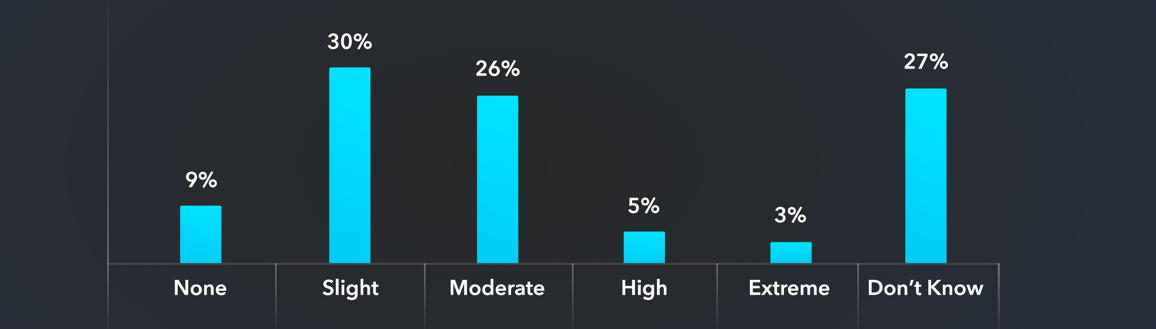 30%
26%
27%
9%
5%
3%
None
Slight
Moderate
High
Extreme
Don’t Know